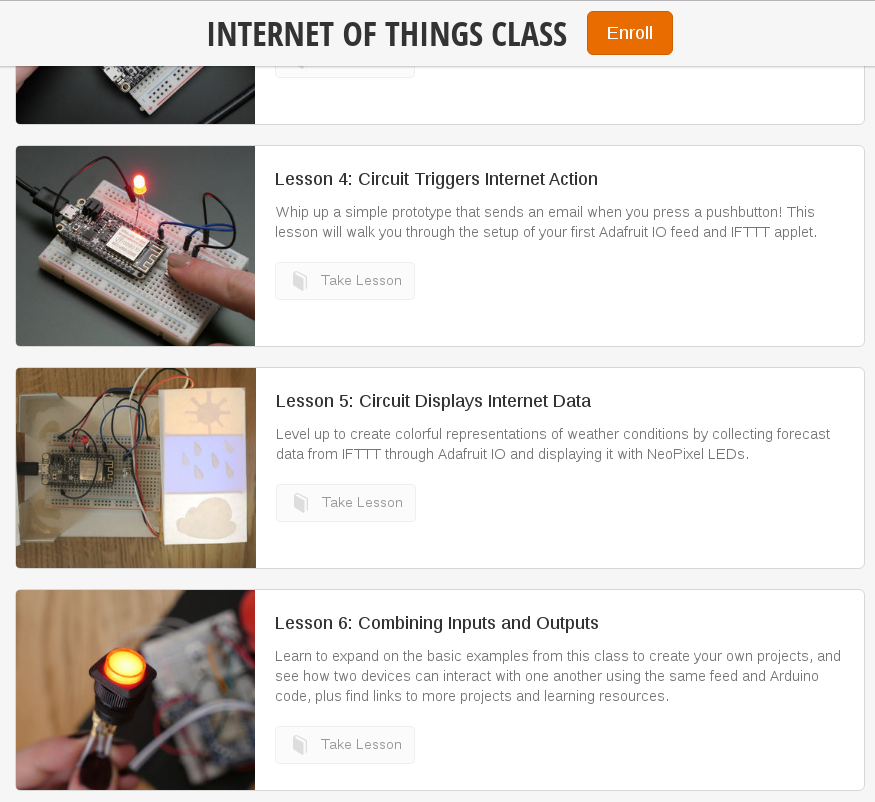 INTERNET OF THINGS CLASS
Enroll
Lesson 4: Circuit Triggers Internet Action
Whip up a simple prototype that sends an email when you press a pushbutton! This
lesson will walk you through the setup of your first Adafruit IO feed and IFTTT applet.
Take Lesson
Lesson 5: Circuit Displays Internet Data
Level up to create colorful representations of weather conditions by collecting forecast
data from IFTTT through Adafruit IO and displaying it with NeoPixel LEDs.
Take Lesson
Lesson 6: Combining Inputs and Outputs
Learn to expand on the basic examples from this class to create your own projects, and
see how two devices can interact with one another using the same feed and Arduino
code, plus find links to more projects and learning resources.
Take Lesson